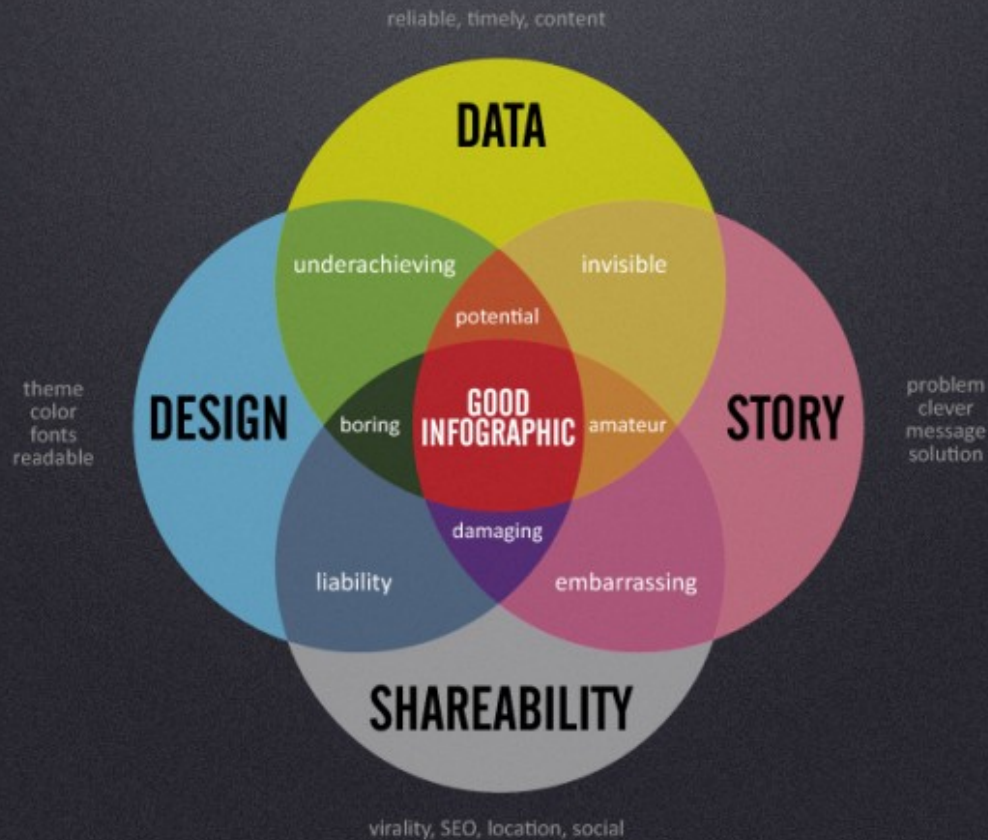 reliable, timely, content
DATA
underachieving
invisible
potential
theme
color
fonts
readable
DESIGN
boring
GOOD
INFOGRAPHIC
amateur
STORY
problem
clever
message
solution
damaging
liability
embarrassing
SHAREABILITY
virality, SEO, location, social